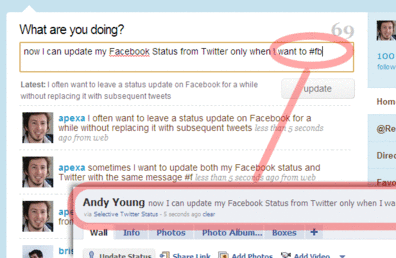 What are you doing? 69
now I can update my Facebook Status from Twitter only when I want to #fb
Latest: I often want to leave a status update on Facebook for a while
without replacing it with subsequent tweets
update
100
follow
apexa I often want to leave a status update on Facebook for a
while without replacing it with subsequent tweets less than 5 seconds
ago from web
apexa sometimes I want to update both my Facebook status and
Twitter with the same message #f less than 5 seconds ago from web
Home
@Re
Direc
Favo
ape
Andy Young now I can update my Facebook Status from Twitter only when I wa
via Selective Twitter Status - 5 seconds ago clear
Wall Info Photos Photo Album... Boxes +
bris
Update Status Share Link Add Photos Add Video